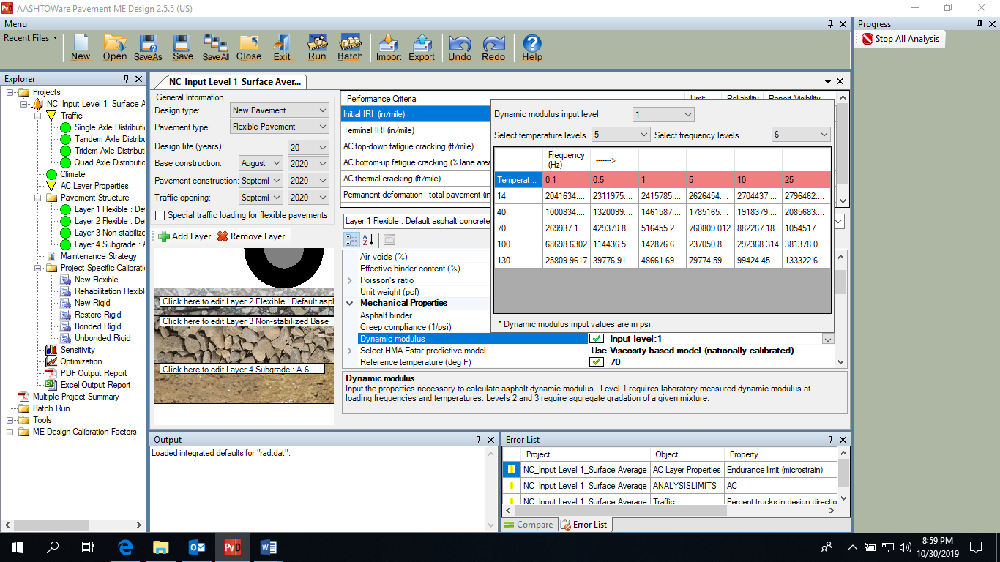 AASHTOWare Pavement ME Design 2.5.5 (US)
Menu
Recent Files
New
Open
SaveAs
Save
SaveAll
Close
Exit
Run
Batch
Import
Export
Undo
Redo
Help
Progress
Stop All Analysis
Explorer
Projects
NC_Input Level 1_Surface A
Traffic
Single Axle Distributi
Tandem Axle Distribu
Tridem Axle Distribut
Quad Axle Distributio
Climate
AC Layer Properties
Pavement Structure
Layer 1 Flexible : De
Layer 2 Flexible : De
Layer 3 Non-stabilize
Layer 4 Subgrade : A
Maintenance Strategy
Project Specific Calibrati
New Flexible
Rehabilitation Flexibl
New Rigid
Restore Rigid
Bonded Rigid
Unbonded Rigid
Sensitivity
Optimization
PDF Output Report
Excel Output Report
Multiple Project Summary
Batch Run
Tools
ME Design Calibration Factors
NC_Input Level 1_Surface Aver...
General Information
Design type: New Pavement
Pavement type: Flexible Pavement
Design life (years): 20
Base construction: August 2020
Pavement construction: Septeml 2020
Traffic opening: Septeml 2020
Special traffic loading for flexible pavements
Add Layer Remove Layer
Click here to edit Layer 2 Flexible : Default aspl
Click here to edit Layer 3 Non-stabilized Base :
Click here to edit Layer 4 Subgrade : A-6
Performance Criteria Limit Reliability Report Visibility
Initial IRI (in/mile)
Terminal IRI (in/mile)
AC top-down fatigue cracking (ft/mile)
AC bottom-up fatigue cracking (% lane area
AC thermal cracking (ft/mile)
Permanent deformation - total pavement (in
Layer 1 Flexible : Default asphalt concrete
Air voids (%)
Effective binder content (%)
Poisson's ratio
Unit weight (pcf)
Mechanical Properties
Asphalt binder
Creep compliance (1/psi)
Dynamic modulus Input level:1
Select HMA Estar predictive model Use Viscosity based model (nationally calibrated).
Reference temperature (deg F) 70
Dynamic modulus
Input the properties necessary to calculate asphalt dynamic modulus. Level 1 requires laboratory measured dynamic modulus at
loading frequencies and temperatures. Levels 2 and 3 require aggregate gradation of a given mixture.
Dynamic modulus input level 1
Select temperature levels 5 Select frequency levels 6
Frequency
(Hz) ------->
Temperat... 0.1 0.5 1 5 10 25
14 2041634.... 2311975.... 2415785.... 2626454.... 2704437.... 2796462....
40 1000834.... 1320099.... 1461587.... 1785165.... 1918379.... 2085683....
70 269937.1... 429379.8... 516455.2... 760809.012 882267.18 1054517....
100 68698.6302 114436.5... 142876.6... 237050.8... 292368.314 381378.0...
130 25809.9617 39776.91... 48661.69... 79774.59... 99424.45... 133322.6...
* Dynamic modulus input values are in psi.
Output
Loaded integrated defaults for "rad.dat".
Error List
Project Object Property
NC_Input Level 1_Surface Average AC Layer Properties Endurance limit (microstrain)
NC_Input Level 1_Surface Average ANALYSISLIMITS AC
NC_Input Level 1_Surface Average Traffic Percent trucks in design directio
Compare Error List
8:59 PM
10/30/2019